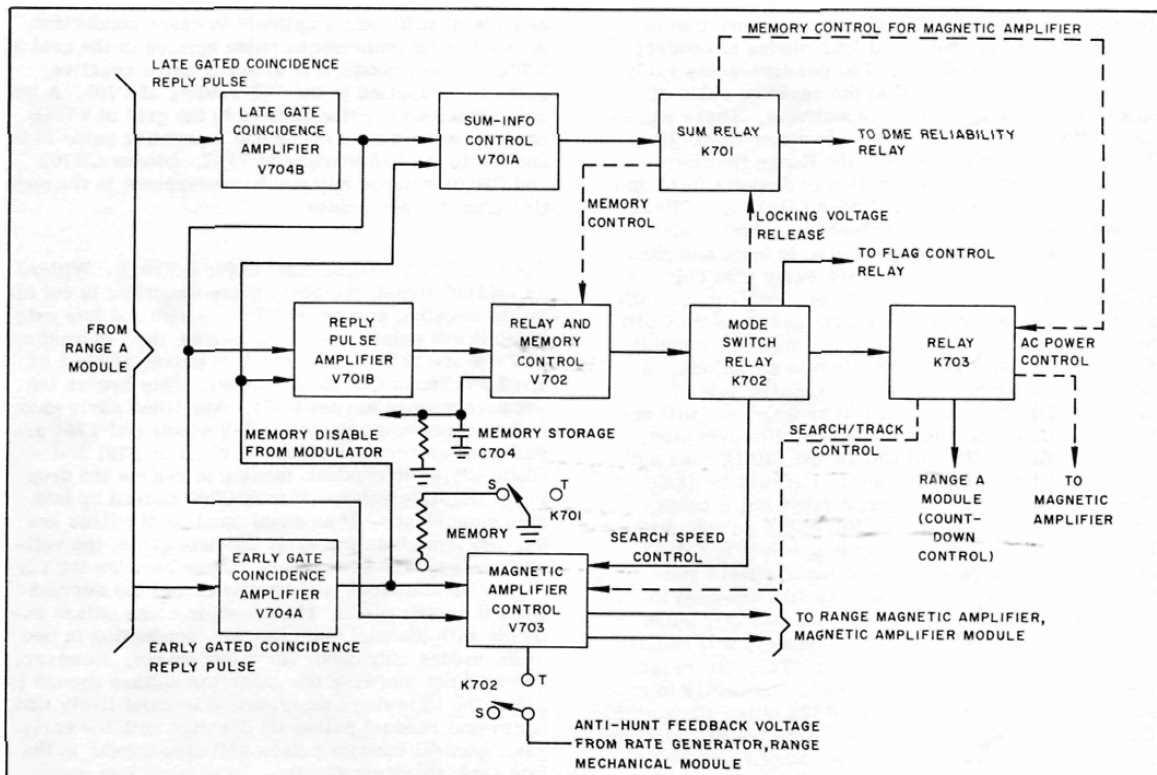 MEMORY CONTROL FOR MAGNETIC AMPLIFIER
LATE GATED COINCIDENCE
REPLY PULSE
LATE GATE
COINCIDENCE
AMPLIFIER
V704B
SUM-INFO
CONTROL
V701A
SUM RELAY
K701
TO DME RELIABILITY
RELAY
MEMORY
CONTROL
LOCKING VOLTAGE
RELEASE
TO FLAG CONTROL
RELAY
FROM
RANGE A
MODULE
REPLY
PULSE
AMPLIFIER
V701B
RELAY AND
MEMORY
CONTROL
V702
MODE
SWITCH
RELAY
K702
RELAY
K703
AC POWER
CONTROL
MEMORY DISABLE
FROM MODULATOR
MEMORY STORAGE
C704
SEARCH/TRACK
CONTROL
S
T
K701
MEMORY
RANGE A
MODULE
(COUNT-
DOWN
CONTROL)
TO
MAGNETIC
AMPLIFIER
SEARCH SPEED
CONTROL
EARLY GATE
COINCIDENCE
AMPLIFIER
V704A
MAGNETIC
AMPLIFIER
CONTROL
V703
TO RANGE MAGNETIC AMPLIFIER,
MAGNETIC AMPLIFIER MODULE
EARLY GATED COINCIDENCE
REPLY PULSE
K702
T
S
ANTI-HUNT FEEDBACK VOLTAGE
FROM RATE GENERATOR, RANGE
MECHANICAL MODULE